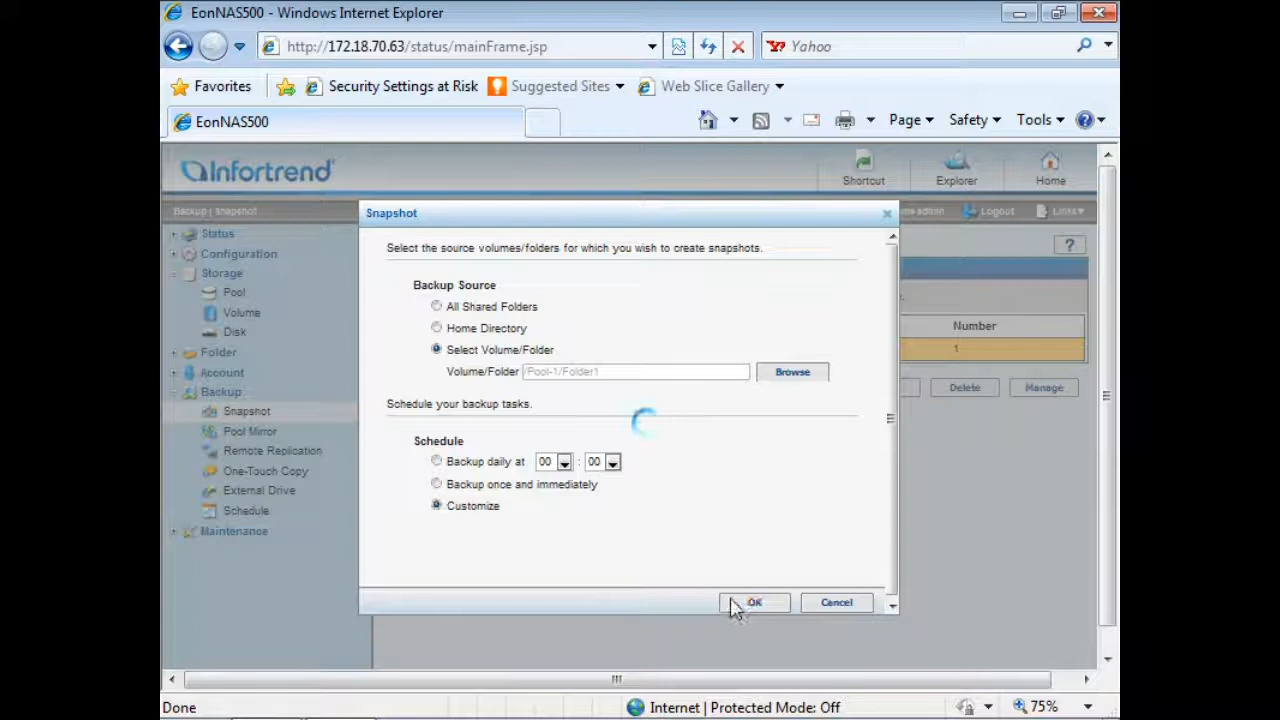 EonNAS500 - Windows Internet Explorer
http://172.18.70.63/status/mainFrame.jsp
Yahoo
Favorites
Security Settings at Risk
Suggested Sites
Web Slice Gallery
EonNAS500
Page
Safety
Tools
Infortrend
Shortcut
Explorer
Home
Backup | Snapshot
admin
Logout
Links
Status
Configuration
Storage
Pool
Volume
Disk
Folder
Account
Backup
Snapshot
Pool Mirror
Remote Replication
One-Touch Copy
External Drive
Schedule
Maintenance
Snapshot
Select the source volumes/folders for which you wish to create snapshots.
Backup Source
All Shared Folders
Home Directory
Select Volume/Folder
Volume/Folder /Pool-1/Folder1 Browse
Schedule your backup tasks.
Schedule
Backup daily at 00 : 00
Backup once and immediately
Customize
OK Cancel
?
Number
1
Delete Manage
Done
Internet | Protected Mode: Off
75%